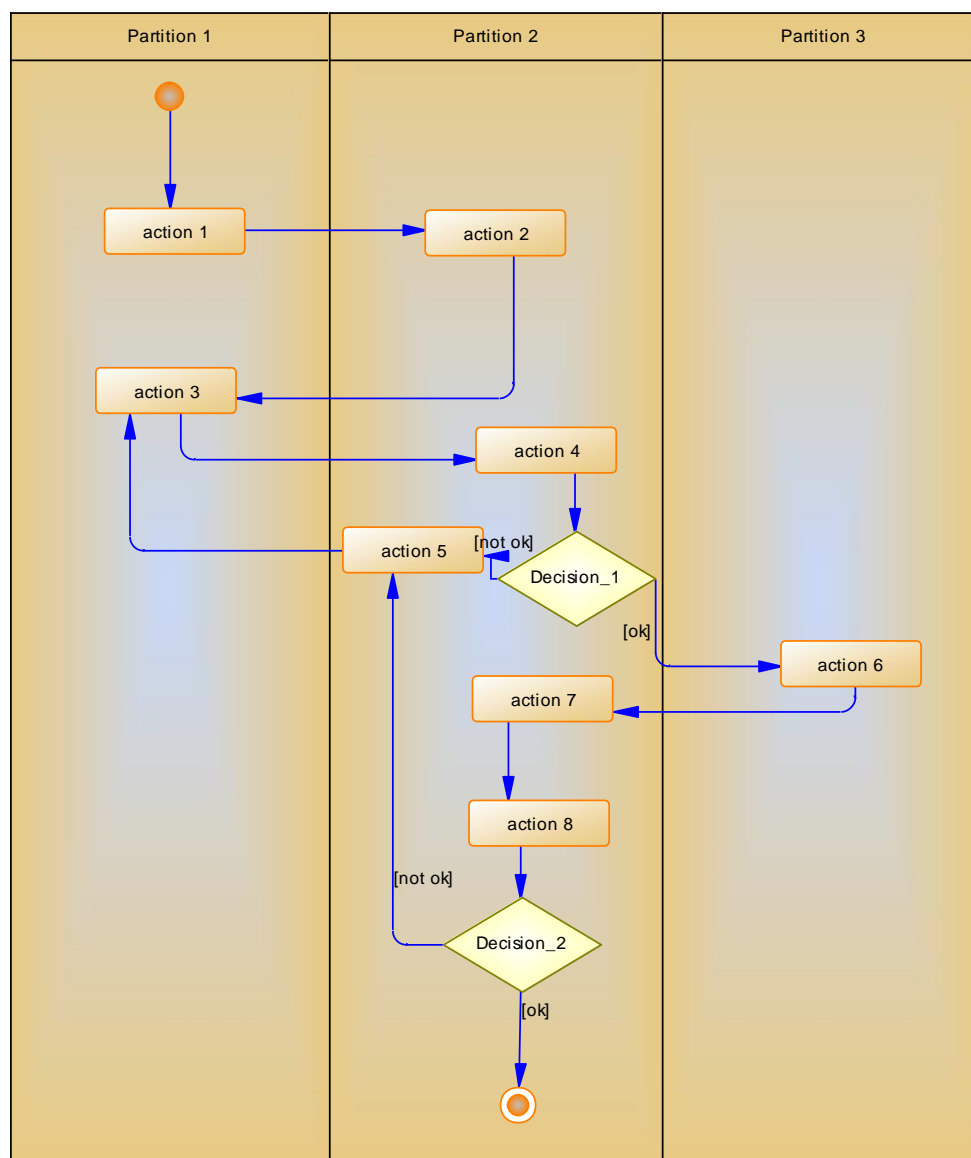 Partition 1
Partition 2
Partition 3
action 1
action 2
action 3
action 4
[not ok]
action 5
Decision_1
[ok]
action 6
action 7
action 8
[not ok]
Decision_2
[ok]